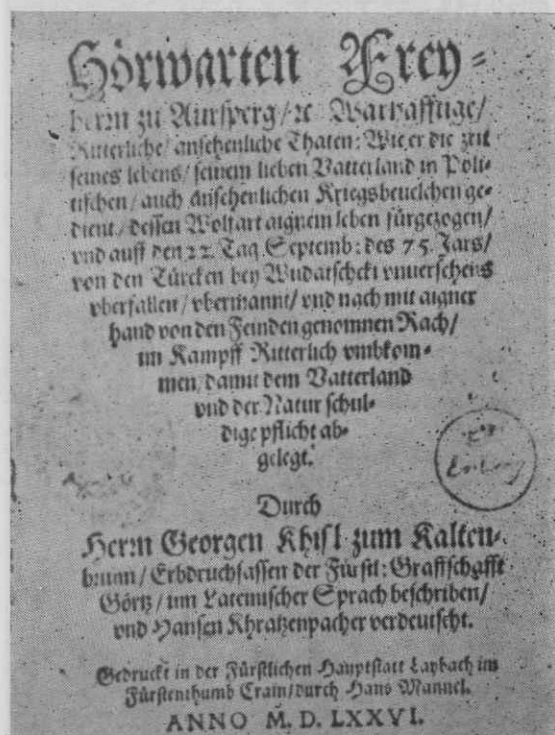 Hörwarten Frey-
herrn zu Aursperg/ ꝛc Warhafftige/
Ritterliche/ ansehenliche Thaten: Wie er die zeit
seines lebens/ seinem lieben Vatterland in Poli-
tischen/ auch ansehenlichen Kriegsbeuelchen ge-
dient/ dessen Wolfart aignem leben fürgezogen/
vnd auff den 22. Tag Septemb: des 75. Jars/
von den Türcken bey Wudatschckt vnuersehens
vberfallen/ vbermannt/ vnd nach mit aigner
hand von den Feinden genomnen Rach/
im Kampff Ritterlich vmbkom-
men, damit dem Vatterland
vnd der Natur schul-
dige pflicht ab-
gelegt.
Durch
Herrn Georgen Khisl zum Kalten-
brunn/ Erbdruchsassen der Fürstl: Graffschafft
Görtz/ im Lateinischer Sprach beschriben/
vnd Hansen Khratzenpacher verdeutscht.
Gedruckt in der Fürstlichen Hauptstatt Laybach im
Fürstenthumb Crain/ durch Hans Mannel.
ANNO M. D. LXXVI.